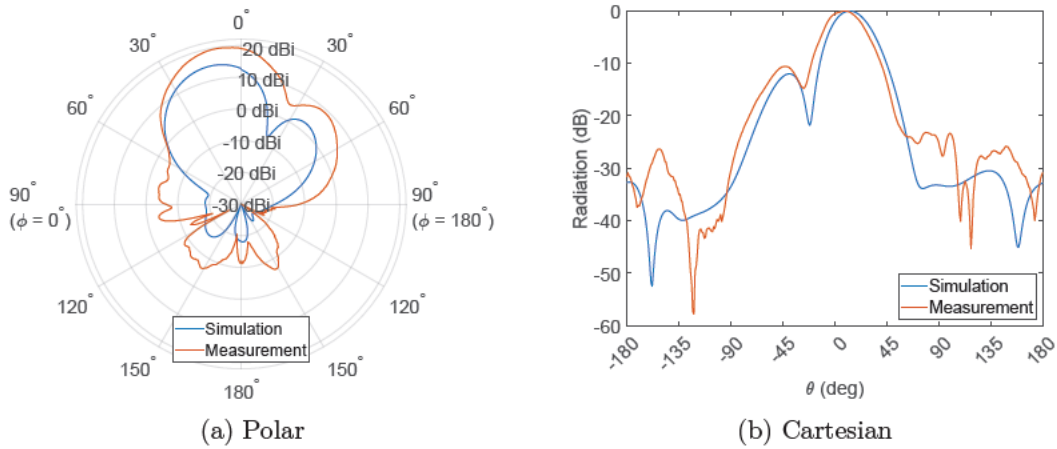 0°
30°
30°
60°
60°
90°
(ϕ = 0°)
90°
(ϕ = 180°)
120°
120°
150°
150°
180°
20 dBi
10 dBi
0 dBi
-10 dBi
-20 dBi
-30 dBi
Simulation
Measurement
(a) Polar
0
-10
-20
-30
-40
-50
-60
Radiation (dB)
-180
-135
-90
-45
0
45
90
135
180
θ (deg)
Simulation
Measurement
(b) Cartesian